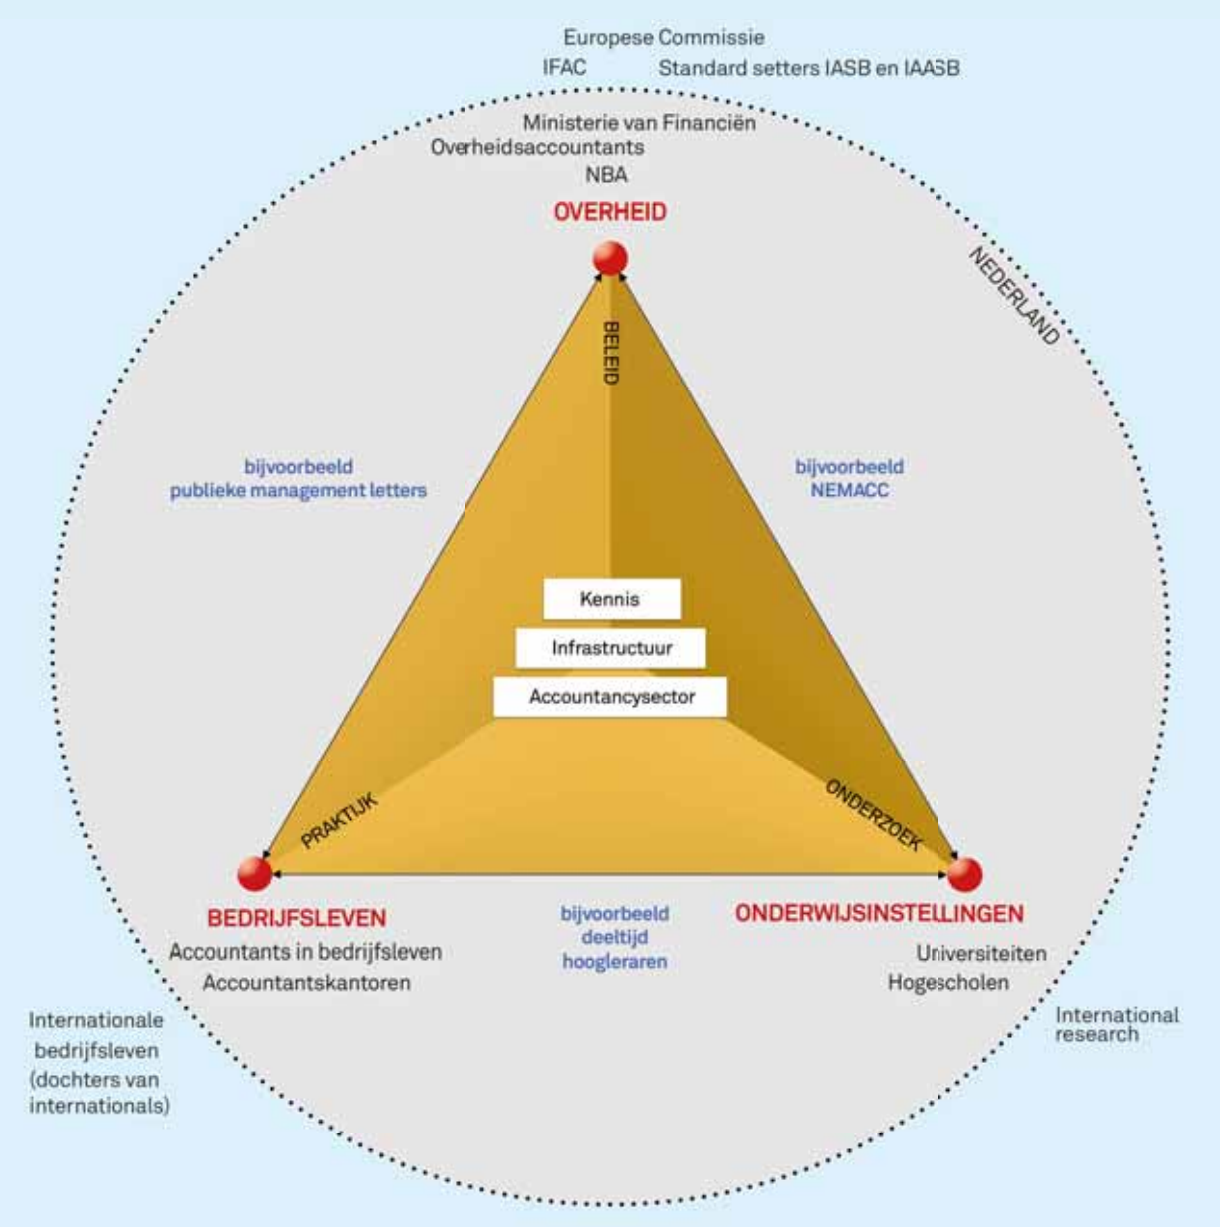 Europese Commissie
IFAC
Standard setters IASB en IAASB
Ministerie van Financiën
Overheidsaccountants
NBA
OVERHEID
NEDERLAND
BELEID
bijvoorbeeld
publieke management letters
bijvoorbeeld
NEMACC
Kennis
Infrastructuur
Accountancysector
PRAKTIJK
ONDERZOEK
BEDRIJFSLEVEN
Accountants in bedrijfsleven
Accountantskantoren
bijvoorbeeld
deeltijd
hoogleraren
ONDERWIJSINSTELLINGEN
Universiteiten
Hogescholen
Internationale
bedrijfsleven
(dochters van
internationals)
International
research